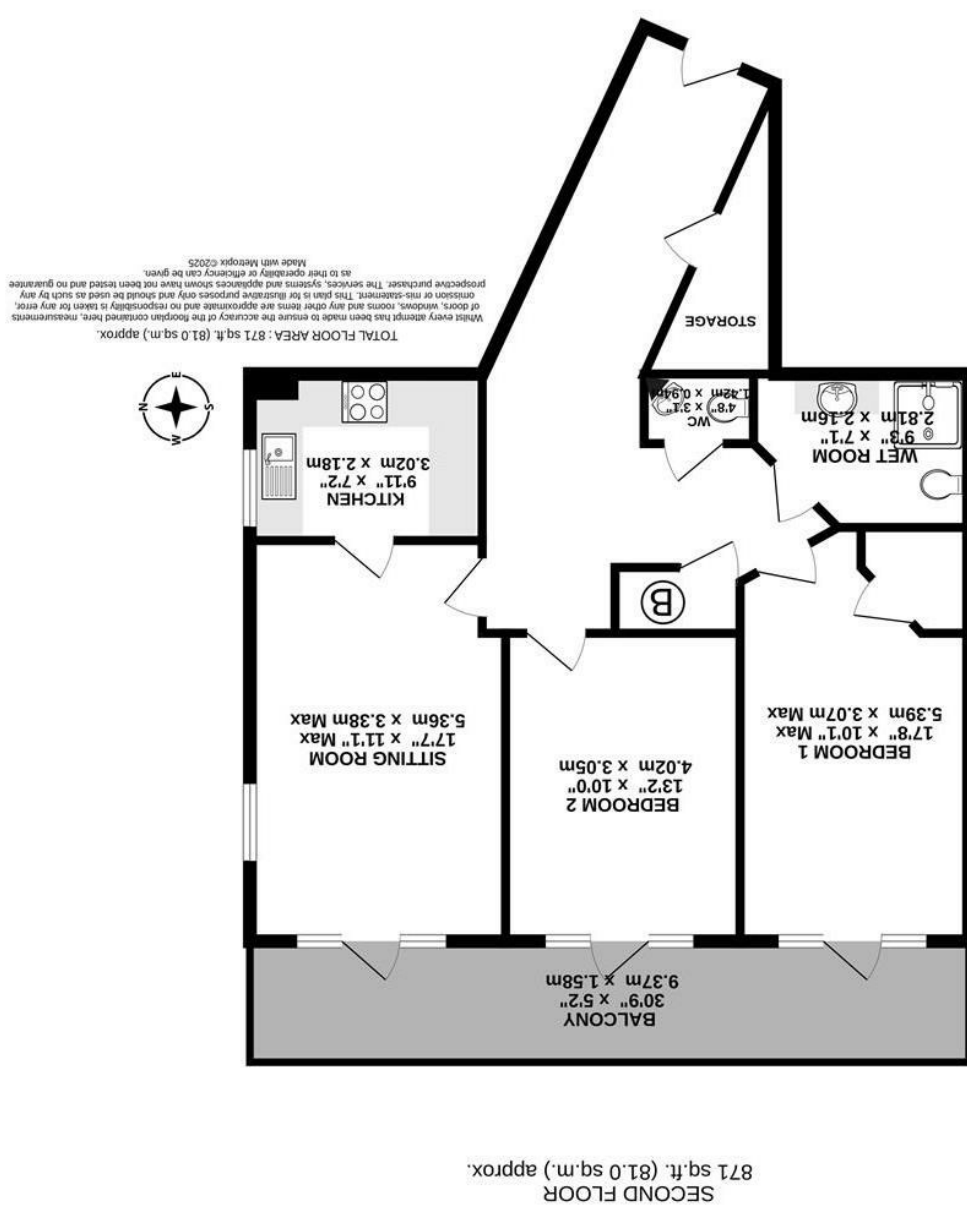 SECOND FLOOR
871 sq.ft. (81.0 sq.m.) approx.
BALCONY
30'9" x 5'2"
9.37m x 1.58m
BEDROOM 1
17'8" x 10'1" Max
5.39m x 3.07m Max
BEDROOM 2
13'2" x 10'0"
4.02m x 3.05m
SITTING ROOM
17'7" x 11'1" Max
5.36m x 3.38m Max
B
WET ROOM
9'3" x 7'1"
2.81m x 2.16m
WC
4'8" x 3'1"
1.42m x 0.94m
KITCHEN
9'11" x 7'2"
3.02m x 2.18m
STORAGE
W
S
N
E
TOTAL FLOOR AREA : 871 sq.ft. (81.0 sq.m.) approx.
Whilst every attempt has been made to ensure the accuracy of the floorplan contained here, measurements
of doors, windows, rooms and any other items are approximate and no responsibility is taken for any error,
omission or mis-statement. This plan is for illustrative purposes only and should be used as such by any
prospective purchaser. The services, systems and appliances shown have not been tested and no guarantee
as to their operability or efficiency can be given.
Made with Metropix ©2025